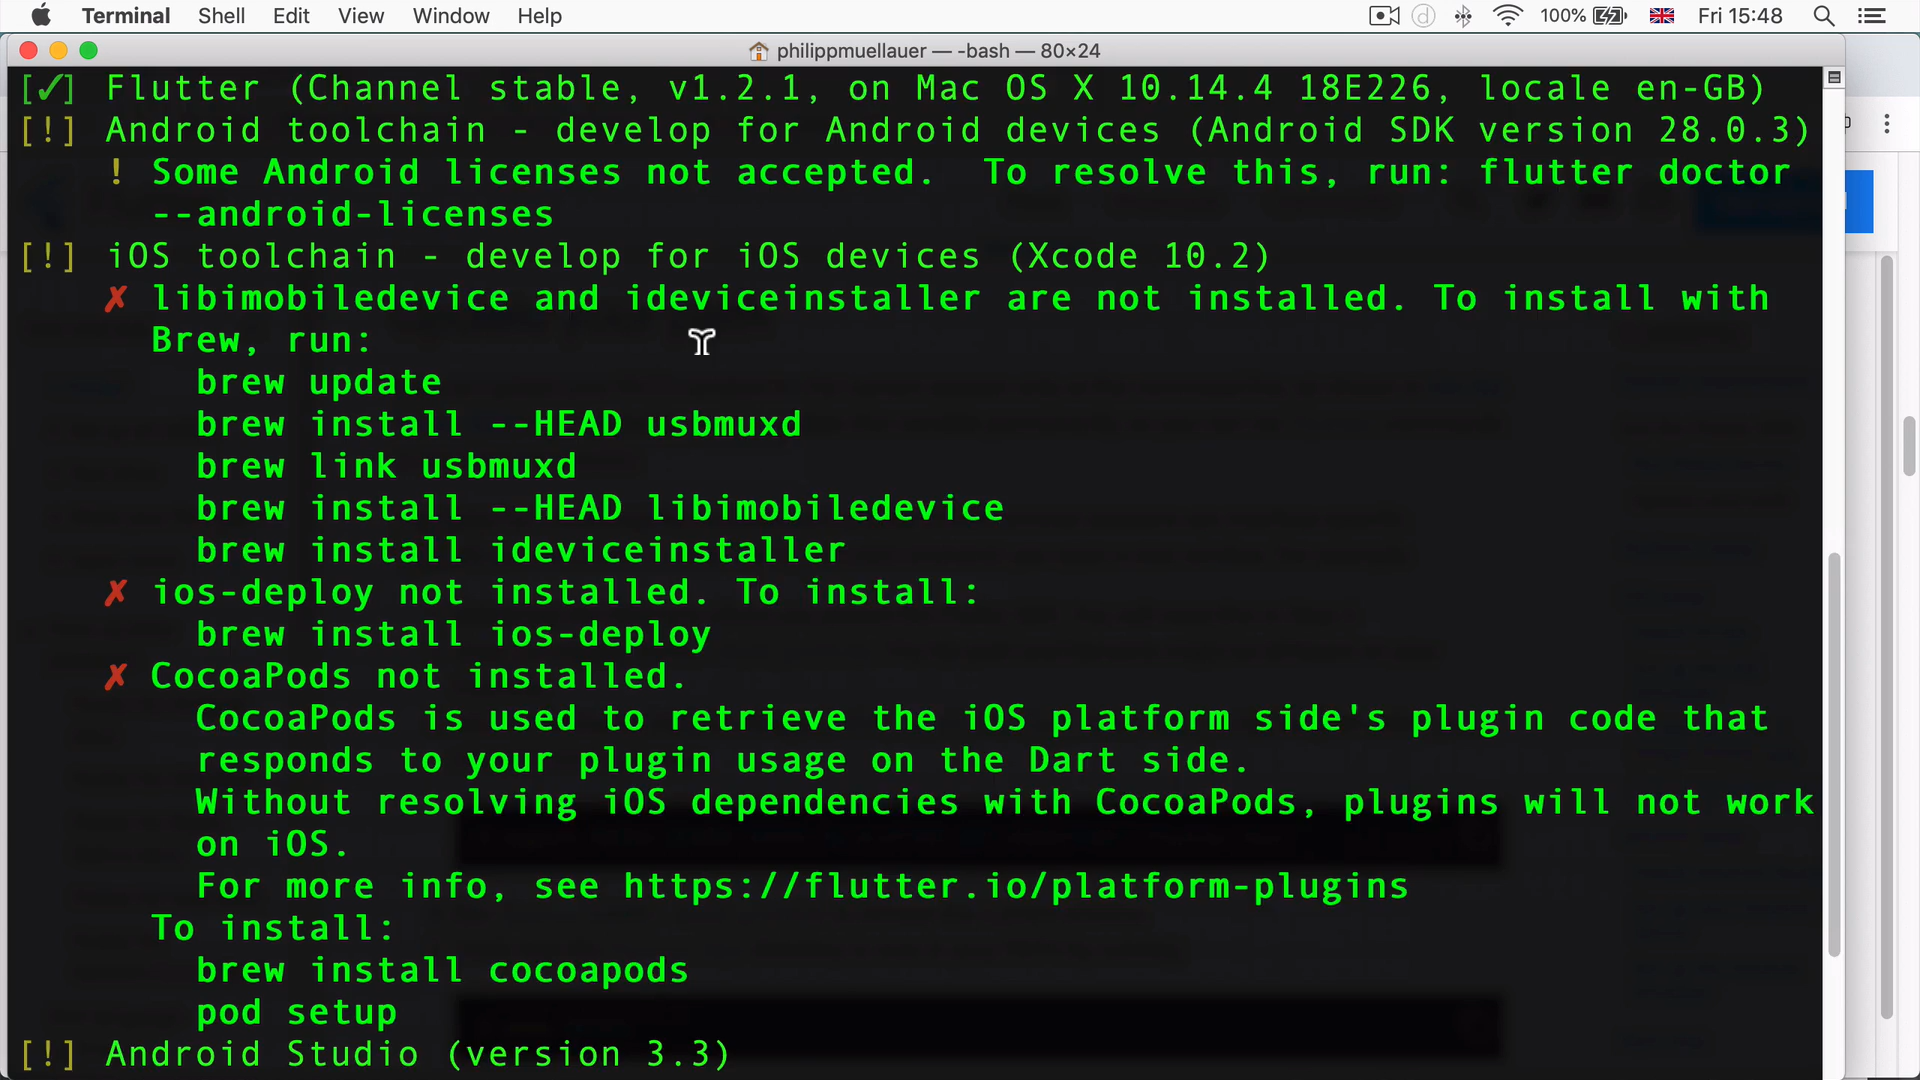 Terminal Shell Edit View Window Help 100% Fri 15:48
philippmuellauer — -bash — 80×24
[✓] Flutter (Channel stable, v1.2.1, on Mac OS X 10.14.4 18E226, locale en-GB)
[!] Android toolchain - develop for Android devices (Android SDK version 28.0.3)
! Some Android licenses not accepted.  To resolve this, run: flutter doctor
--android-licenses
[!] iOS toolchain - develop for iOS devices (Xcode 10.2)
✗ libimobiledevice and ideviceinstaller are not installed. To install with
Brew, run:
brew update
brew install --HEAD usbmuxd
brew link usbmuxd
brew install --HEAD libimobiledevice
brew install ideviceinstaller
✗ ios-deploy not installed. To install:
brew install ios-deploy
✗ CocoaPods not installed.
CocoaPods is used to retrieve the iOS platform side's plugin code that
responds to your plugin usage on the Dart side.
Without resolving iOS dependencies with CocoaPods, plugins will not work
on iOS.
For more info, see https://flutter.io/platform-plugins
To install:
brew install cocoapods
pod setup
[!] Android Studio (version 3.3)